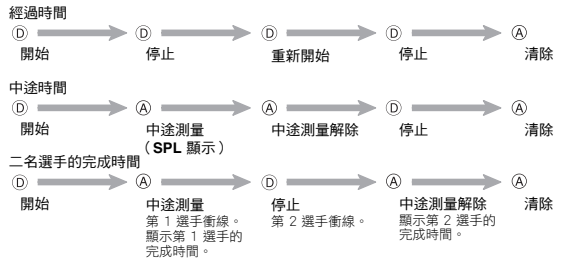 經過時間
D D D D A
開始 停止 重新開始 停止 清除
中途時間
D A A D A
開始 中途測量 中途測量解除 停止 清除
（SPL 顯示）
二名選手的完成時間
D A D A A
開始 中途測量 停止 中途測量解除 清除
第 1 選手衝線。 第 2 選手衝線。 顯示第 2 選手的
顯示第 1 選手的 完成時間。
完成時間。